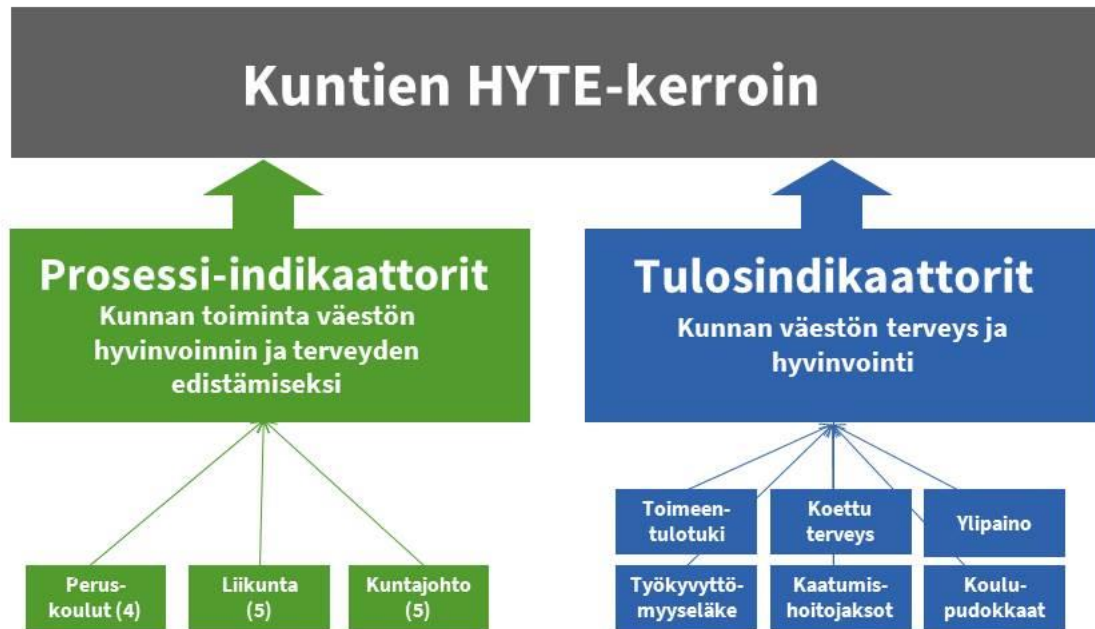 Kuntien HYTE-kerroin
Prosessi-indikaattorit
Kunnan toiminta väestön
hyvinvoinnin ja terveyden
edistämiseksi
Tulosindikaattorit
Kunnan väestön terveys ja
hyvinvointi
Perus-
koulut (4)
Liikunta
(5)
Kuntajohto
(5)
Toimeen-
tulotuki
Koettu
terveys
Ylipaino
Työkyvyttö-
myyseläke
Kaatumis-
hoitojaksot
Koulu-
pudokkaat